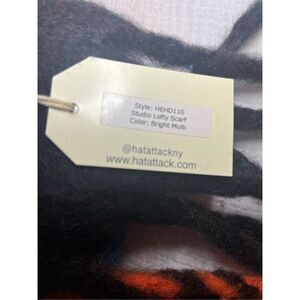 Style: HEHD110
Studio Lofty Scarf
Color: Bright Multi
@hatattackny
www.hatattack.com